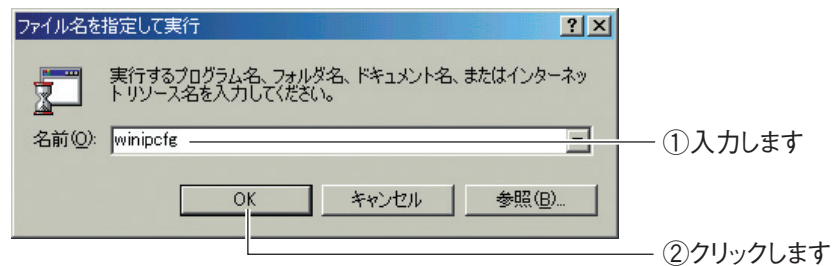 ファイル名を指定して実行
実行するプログラム名、フォルダ名、ドキュメント名、またはインターネッ
トリソース名を入力してください。
名前(O): winipcfg
①入力します
OK キャンセル 参照(B)...
②クリックします